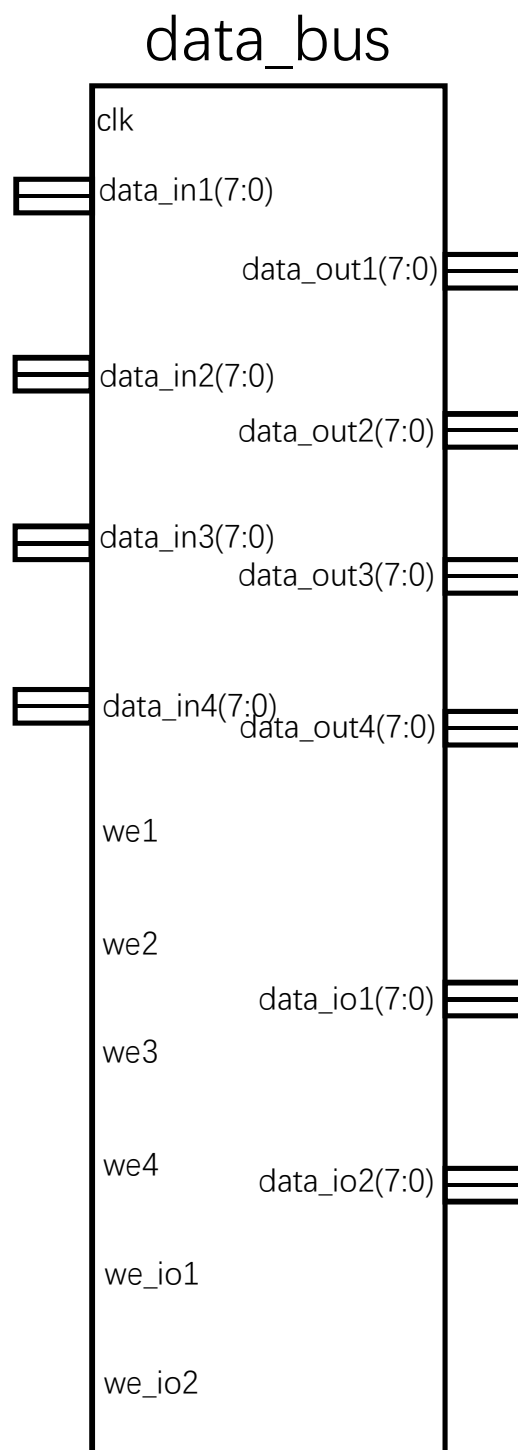 data_bus
clk
data_in1(7:0)
data_out1(7:0)
data_in2(7:0)
data_out2(7:0)
data_in3(7:0)
data_out3(7:0)
data_in4(7:0)
data_out4(7:0)
we1
we2
data_io1(7:0)
we3
we4
data_io2(7:0)
we_io1
we_io2